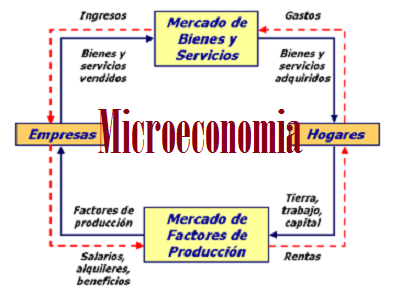 Ingresos
Mercado de
Bienes y
Servicios
Gastos
Bienes y
servicios
vendidos
Bienes y
servicios
adquiridos
Empresas
Microeconomia
Hogares
Factores de
producción
Mercado de
Factores de
Producción
Tierra,
trabajo,
capital
Salarios,
alquileres,
beneficios
Rentas